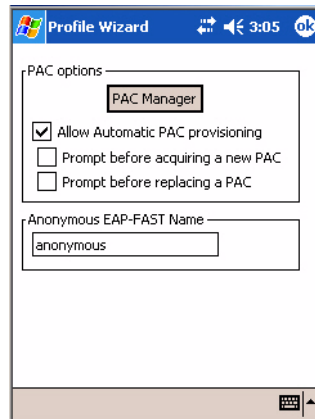 Profile Wizard 3:05 ok
PAC options
PAC Manager
Allow Automatic PAC provisioning
Prompt before acquiring a new PAC
Prompt before replacing a PAC
Anonymous EAP-FAST Name
anonymous